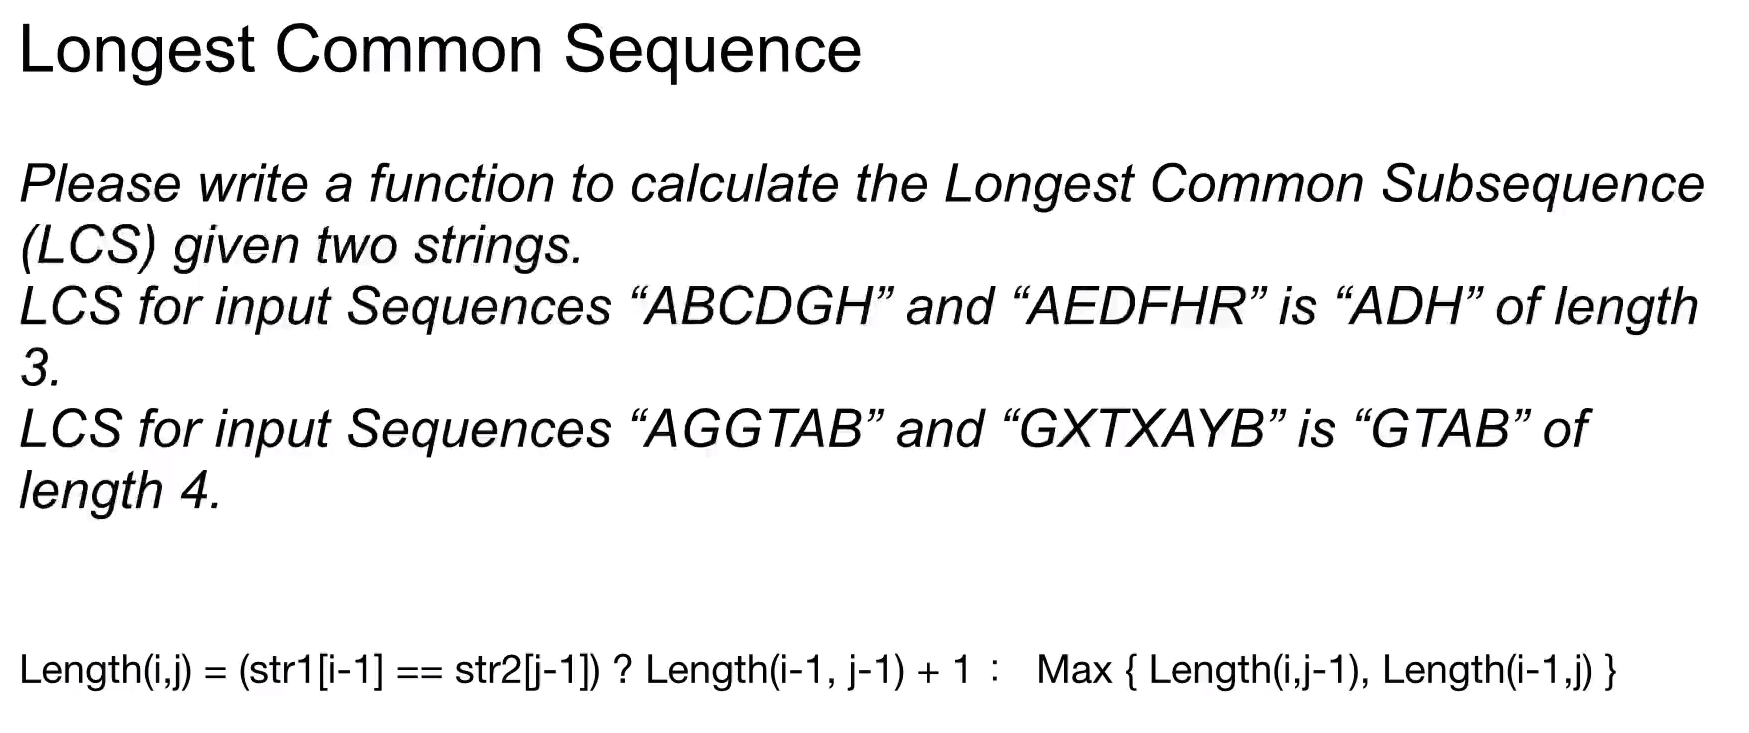 Longest Common Sequence
Please write a function to calculate the Longest Common Subsequence
(LCS) given two strings.
LCS for input Sequences “ABCDGH” and “AEDFHR” is “ADH” of length
3.
LCS for input Sequences “AGGTAB” and “GXTXAYB” is “GTAB” of
length 4.
Length(i,j) = (str1[i-1] == str2[j-1]) ? Length(i-1, j-1) + 1 : Max { Length(i,j-1), Length(i-1,j) }